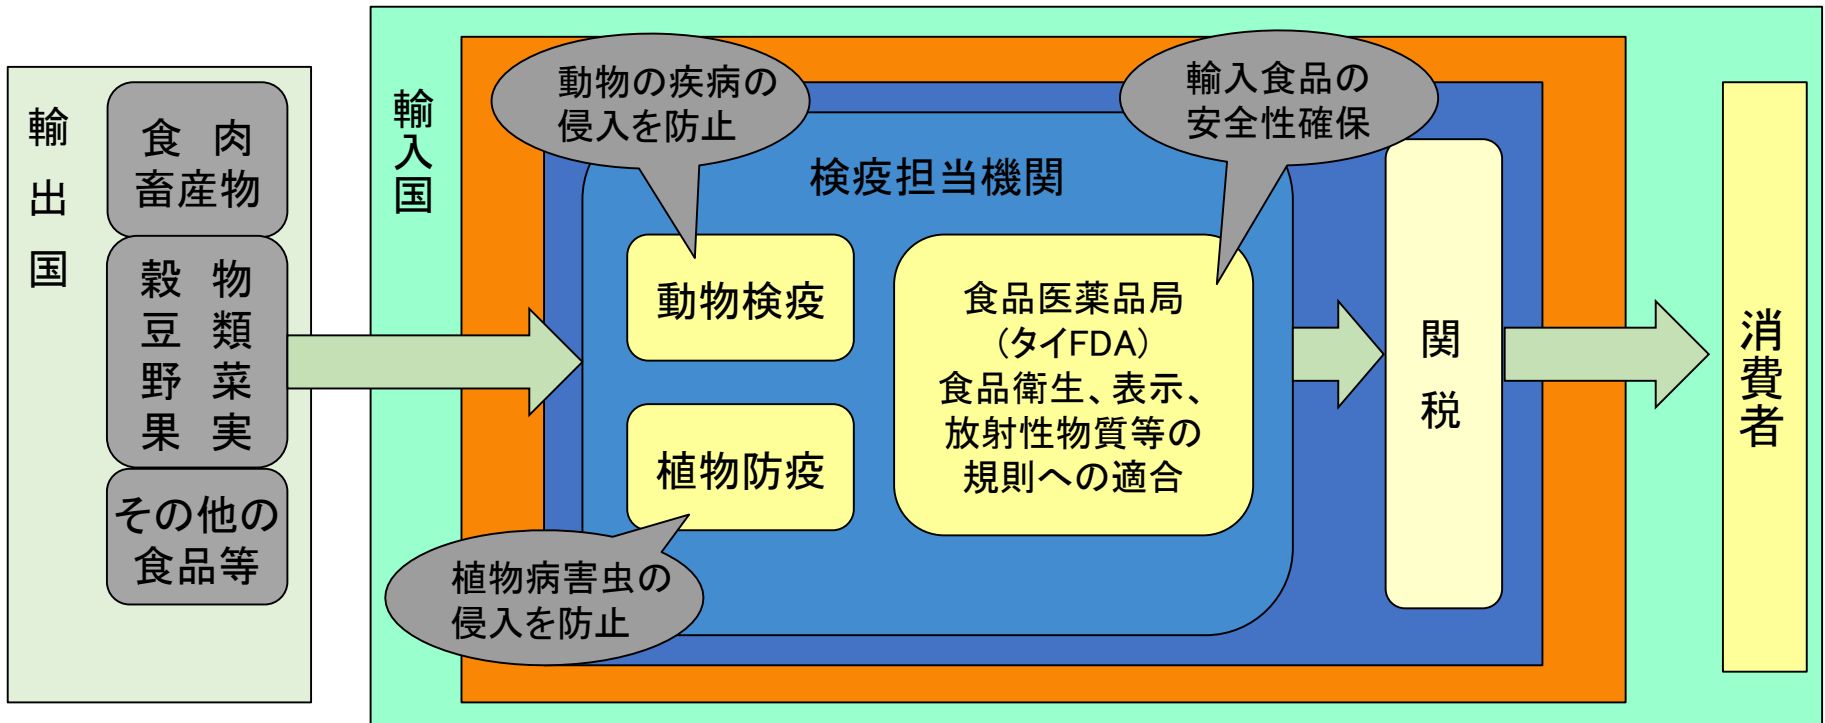 輸出国
食　肉
畜産物
穀　物
豆　類
野　菜
果　実
その他の
食品等
輸入国
動物の疾病の
侵入を防止
輸入食品の
安全性確保
検疫担当機関
動物検疫
植物防疫
食品医薬品局
（タイFDA）
食品衛生、表示、
放射性物質等の
規則への適合
植物病害虫の
侵入を防止
関税
消費者